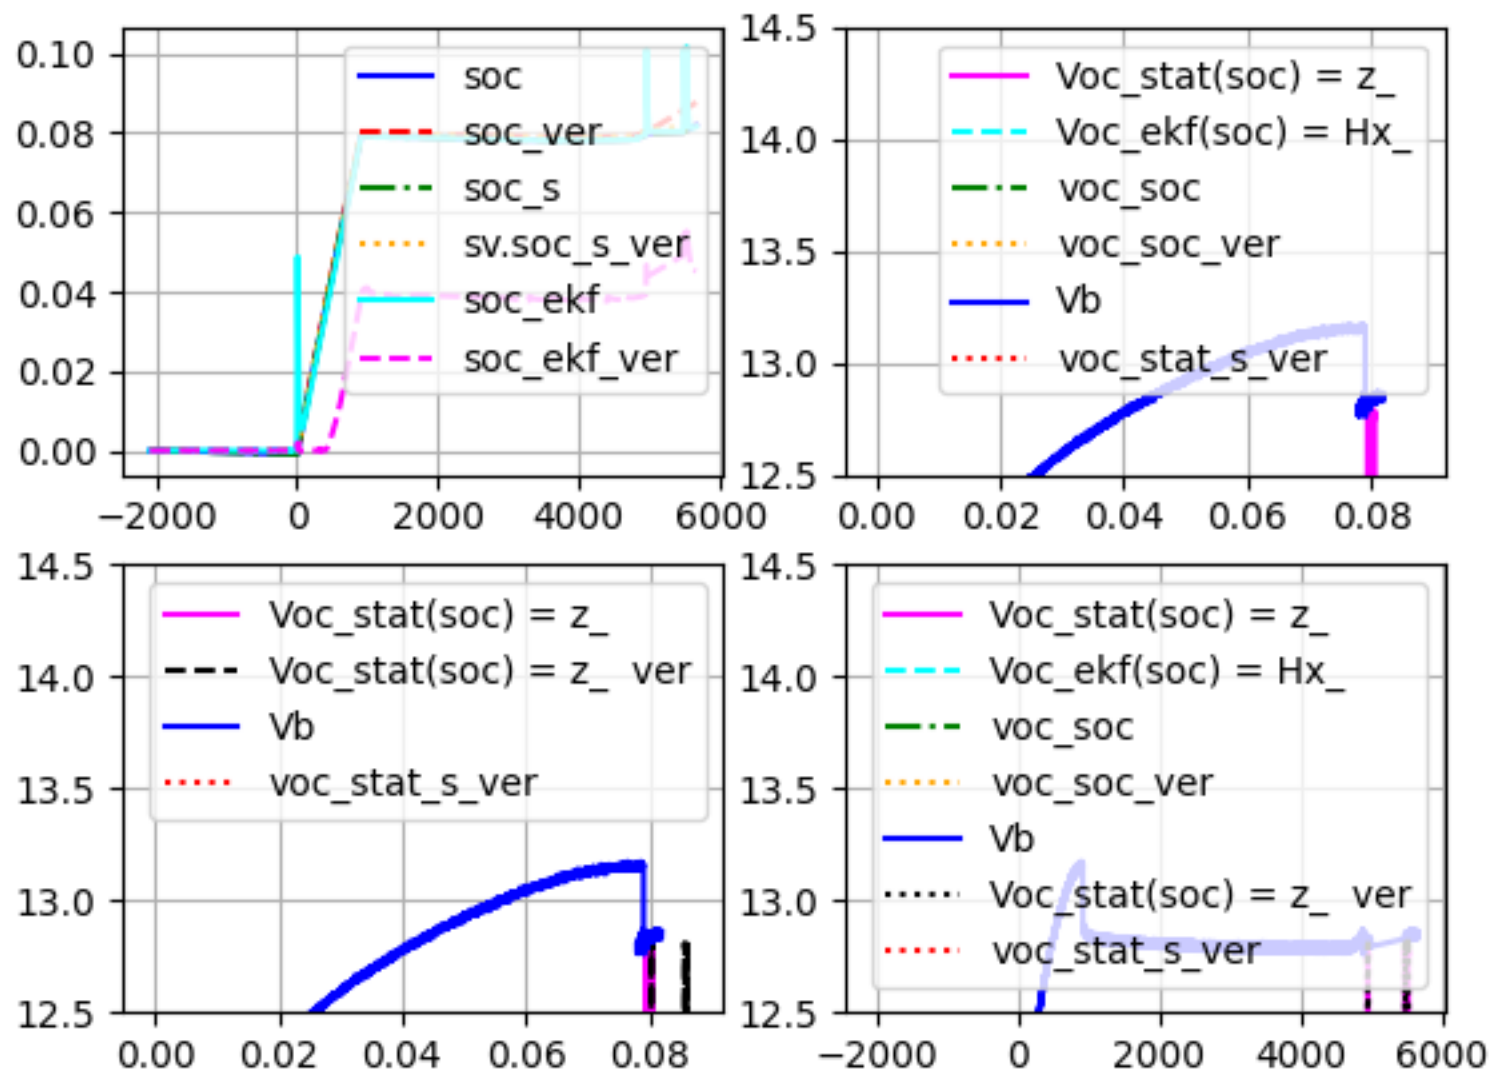 0.10
0.08
0.06
0.04
0.02
0.00
−2000 0 2000 4000 6000
soc
soc_ver
soc_s
sv.soc_s_ver
soc_ekf
soc_ekf_ver
14.5
14.0
13.5
13.0
12.5
0.00 0.02 0.04 0.06 0.08
Voc_stat(soc) = z_
Voc_ekf(soc) = Hx_
voc_soc
voc_soc_ver
Vb
voc_stat_s_ver
14.5
14.0
13.5
13.0
12.5
0.00 0.02 0.04 0.06 0.08
Voc_stat(soc) = z_
Voc_stat(soc) = z_  ver
Vb
voc_stat_s_ver
14.5
14.0
13.5
13.0
12.5
−2000 0 2000 4000 6000
Voc_stat(soc) = z_
Voc_ekf(soc) = Hx_
voc_soc
voc_soc_ver
Vb
Voc_stat(soc) = z_  ver
voc_stat_s_ver